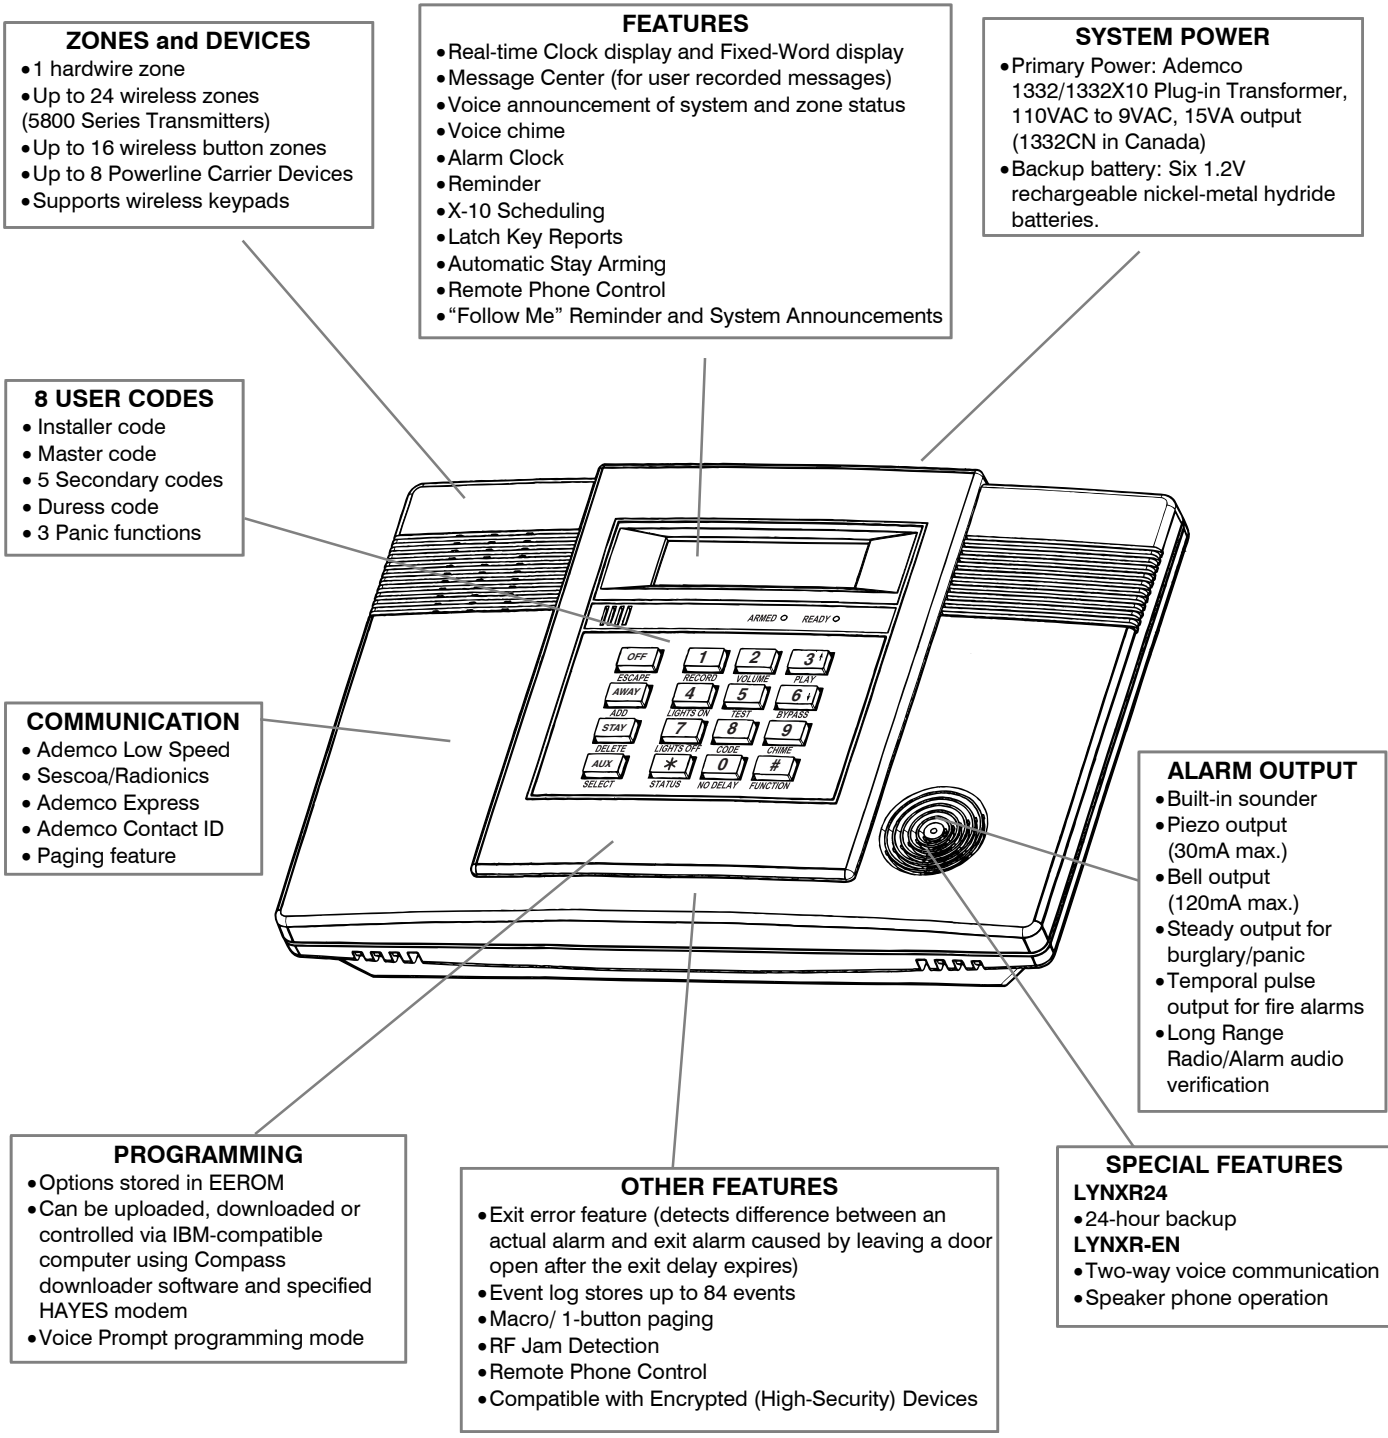 ZONES and DEVICES
•1 hardwire zone
•Up to 24 wireless zones
(5800 Series Transmitters)
•Up to 16 wireless button zones
•Up to 8 Powerline Carrier Devices
•Supports wireless keypads
FEATURES
•Real-time Clock display and Fixed-Word display
•Message Center (for user recorded messages)
•Voice announcement of system and zone status
•Voice chime
•Alarm Clock
•Reminder
•X-10 Scheduling
•Latch Key Reports
•Automatic Stay Arming
•Remote Phone Control
•“Follow Me” Reminder and System Announcements
SYSTEM POWER
•Primary Power: Ademco
1332/1332X10 Plug-in Transformer,
110VAC to 9VAC, 15VA output
(1332CN in Canada)
•Backup battery: Six 1.2V
rechargeable nickel-metal hydride
batteries.
8 USER CODES
• Installer code
• Master code
• 5 Secondary codes
• Duress code
• 3 Panic functions
ARMED READY
OFF 1 2 3
ESCAPE RECORD VOLUME PLAY
AWAY 4 5 6
ADD LIGHTS ON TEST BYPASS
STAY 7 8 9
DELETE LIGHTS OFF CODE CHIME
AUX * 0 #
SELECT STATUS NO DELAY FUNCTION
COMMUNICATION
• Ademco Low Speed
• Sescoa/Radionics
• Ademco Express
• Ademco Contact ID
• Paging feature
ALARM OUTPUT
•Built-in sounder
•Piezo output
(30mA max.)
•Bell output
(120mA max.)
•Steady output for
burglary/panic
•Temporal pulse
output for fire alarms
•Long Range
Radio/Alarm audio
verification
PROGRAMMING
•Options stored in EEROM
•Can be uploaded, downloaded or
controlled via IBM-compatible
computer using Compass
downloader software and specified
HAYES modem
•Voice Prompt programming mode
OTHER FEATURES
•Exit error feature (detects difference between an
actual alarm and exit alarm caused by leaving a door
open after the exit delay expires)
•Event log stores up to 84 events
•Macro/ 1-button paging
•RF Jam Detection
•Remote Phone Control
•Compatible with Encrypted (High-Security) Devices
SPECIAL FEATURES
LYNXR24
•24-hour backup
LYNXR-EN
•Two-way voice communication
•Speaker phone operation